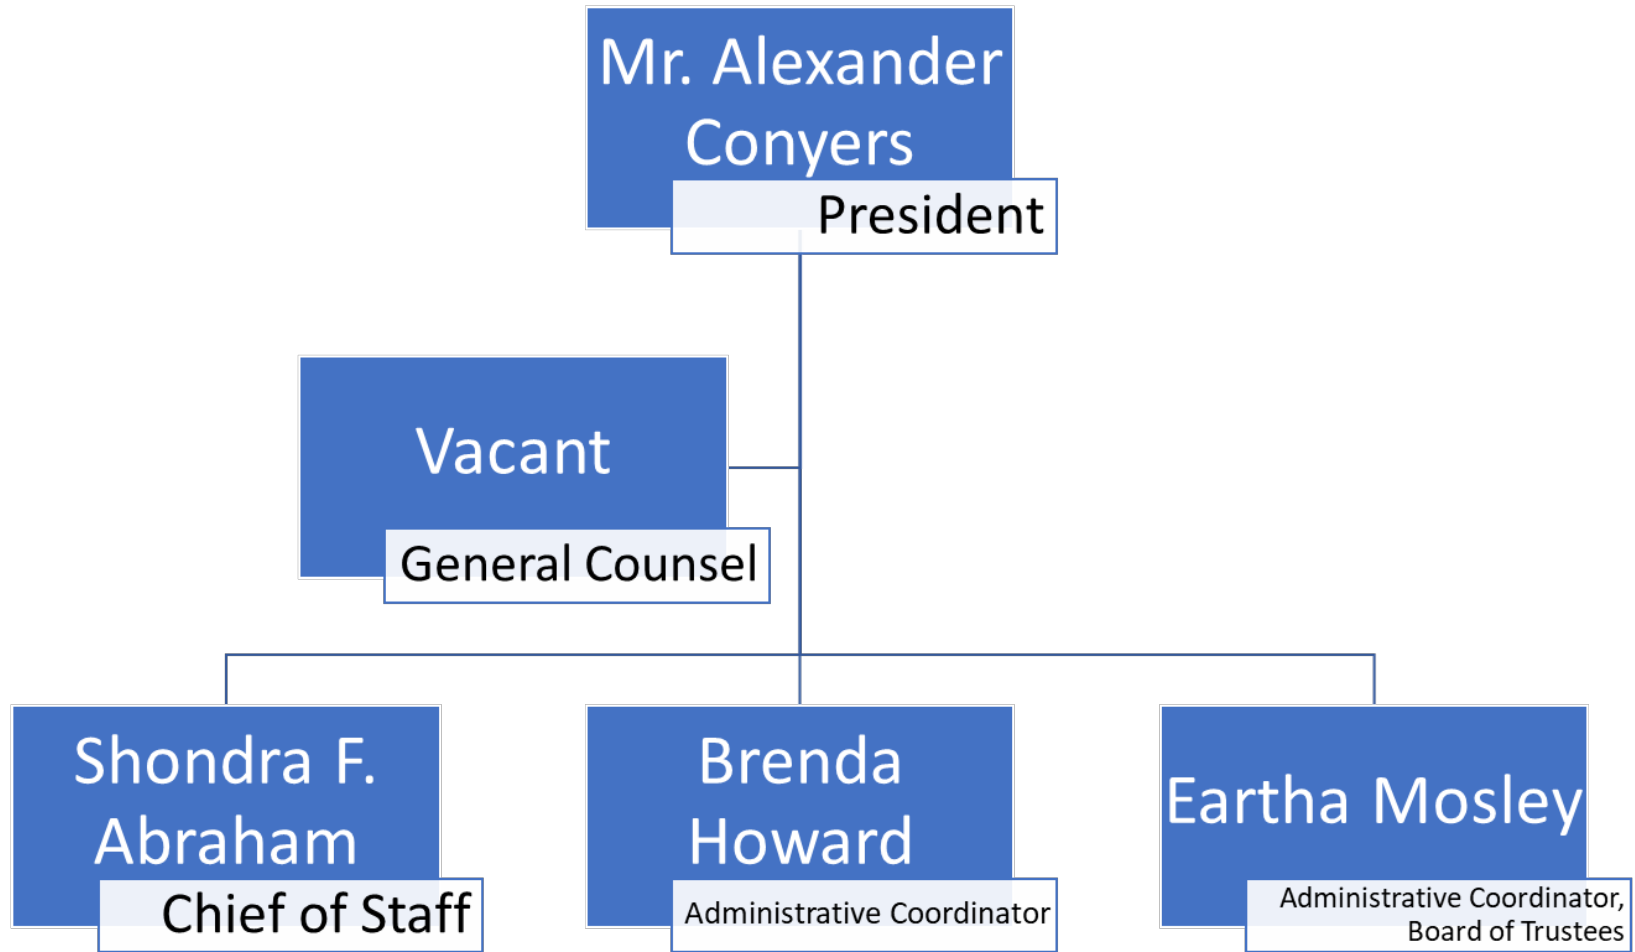 Mr. Alexander
Conyers
President
Vacant
General Counsel
Shondra F.
Abraham
Chief of Staff
Brenda
Howard
Administrative Coordinator
Eartha Mosley
Administrative Coordinator,
Board of Trustees